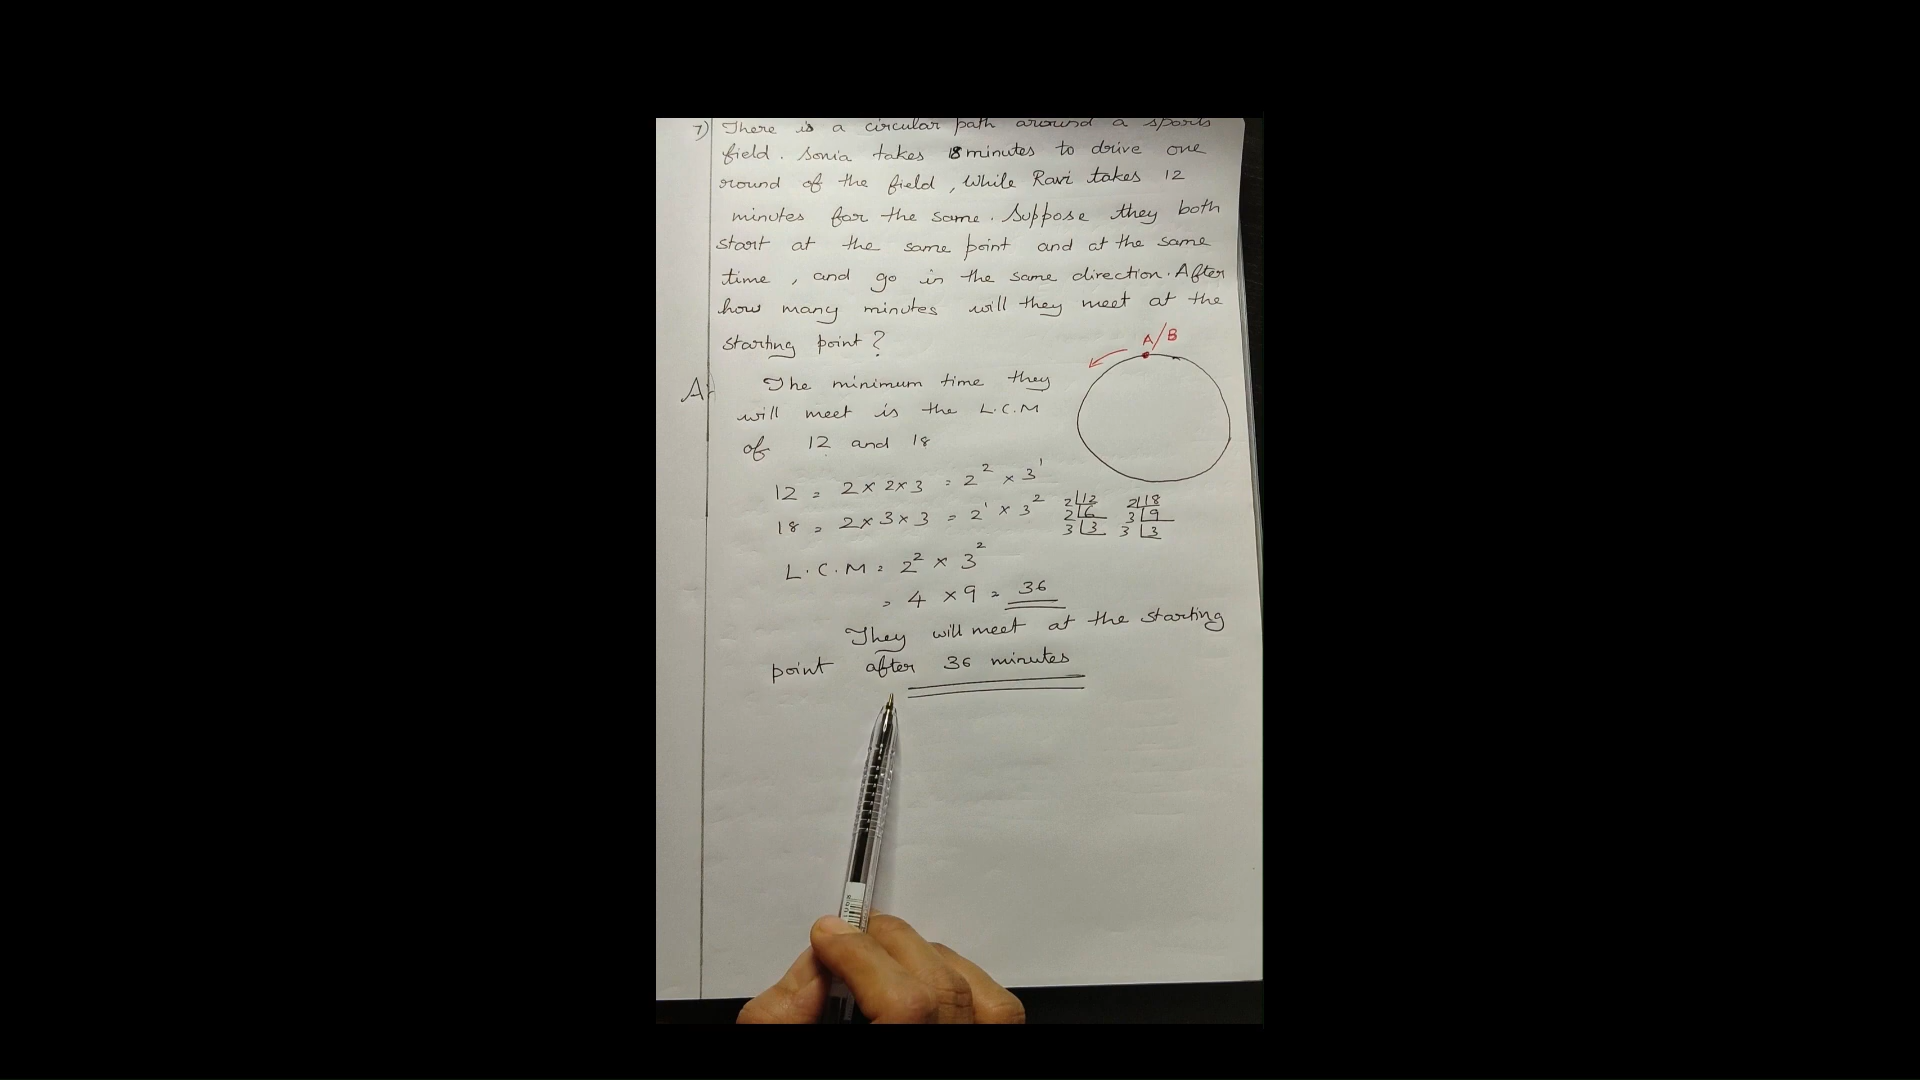 7) There is a circular path around a sports
field. Sonia takes 18 minutes to drive one
round of the field, While Ravi takes 12
minutes for the same. Suppose they both
start at the same point and at the same
time, and go in the same direction. After
how many minutes will they meet at the
starting point?
A/B
The minimum time they
will meet is the L.C.M
of 12 and 18
12 = 2 × 2 × 3 = 2² × 3¹
18 = 2 × 3 × 3 = 2¹ × 3²
2 12
2 6
3 3
2 18
3 9
3 3
L.C.M = 2² × 3²
= 4 × 9 = 36
They will meet at the starting
point after 36 minutes